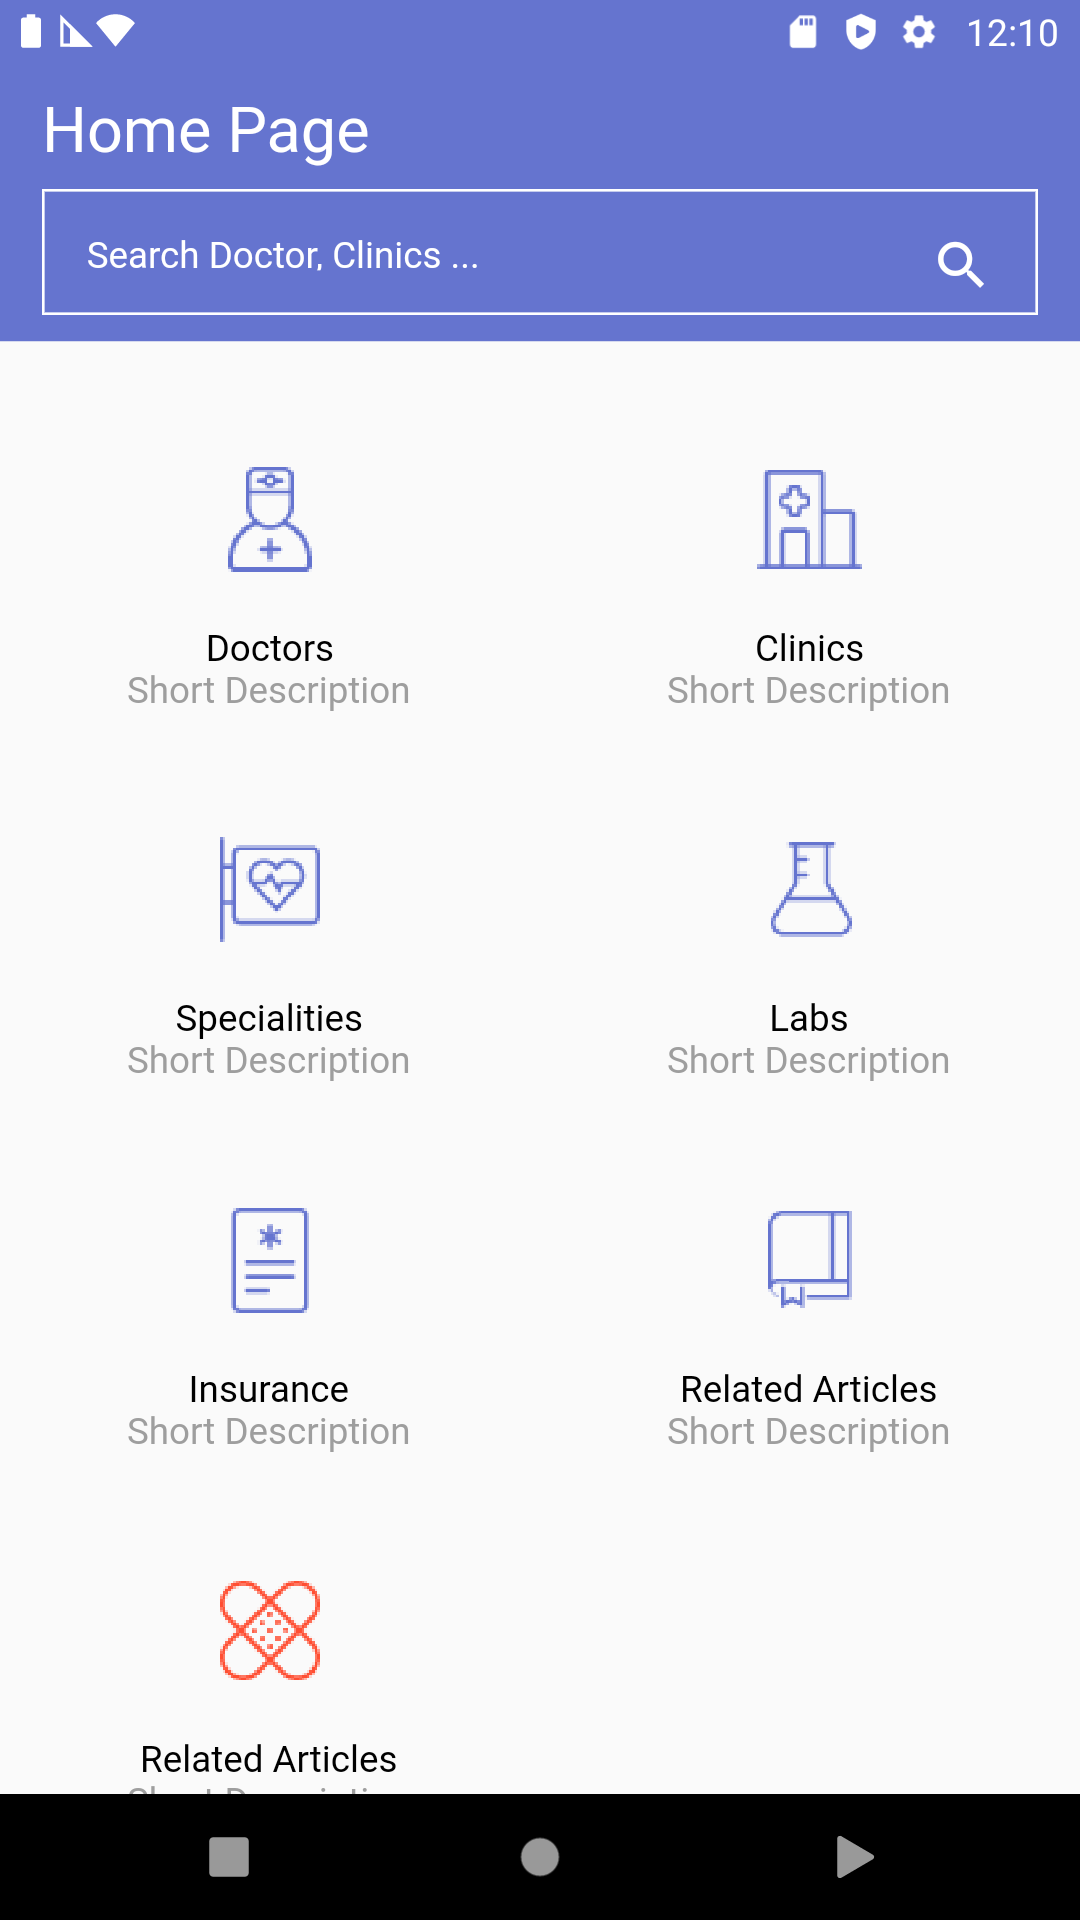 12:10
Home Page
Search Doctor, Clinics ...
Doctors
Short Description
Clinics
Short Description
Specialities
Short Description
Labs
Short Description
Insurance
Short Description
Related Articles
Short Description
Related Articles